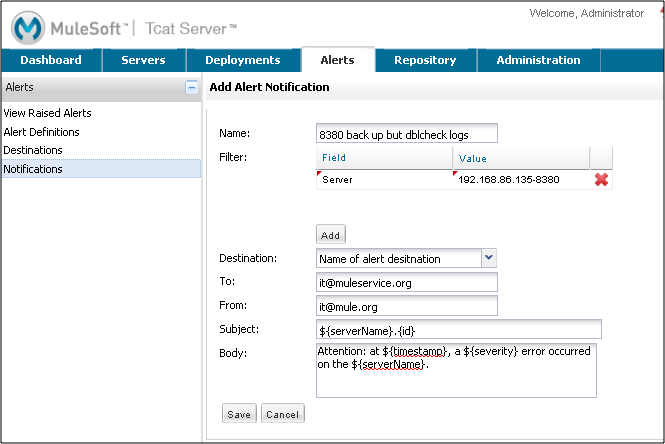 Welcome, Administrator
MuleSoft™ Tcat Server™
Dashboard Servers Deployments Alerts Repository Administration
Alerts
View Raised Alerts
Alert Definitions
Destinations
Notifications
Add Alert Notification
Name: 8380 back up but dblcheck logs
Filter: Field Value
Server 192.168.86.135-8380
Add
Destination: Name of alert desitnation
To: it@muleservice.org
From: it@mule.org
Subject: ${serverName}.{id}
Body: Attention: at ${timestamp}, a ${severity} error occurred
on the ${serverName}.
Save Cancel